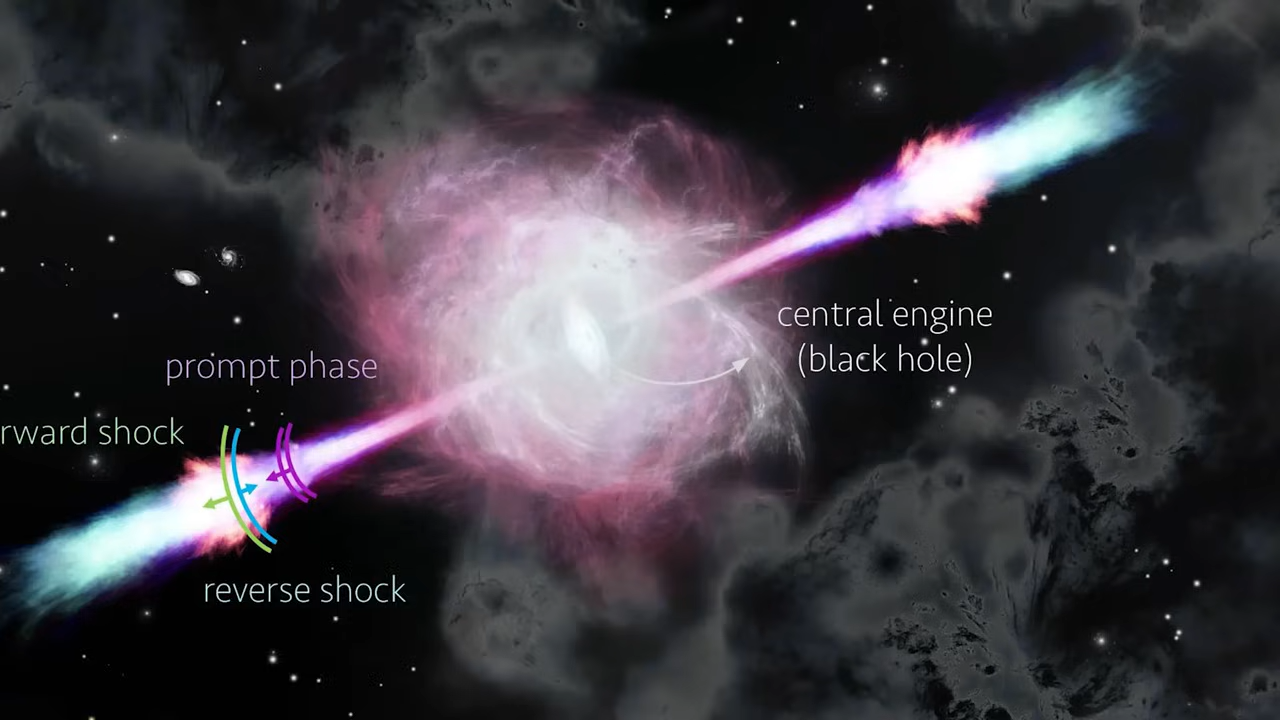 central engine
(black hole)
prompt phase
rward shock
reverse shock